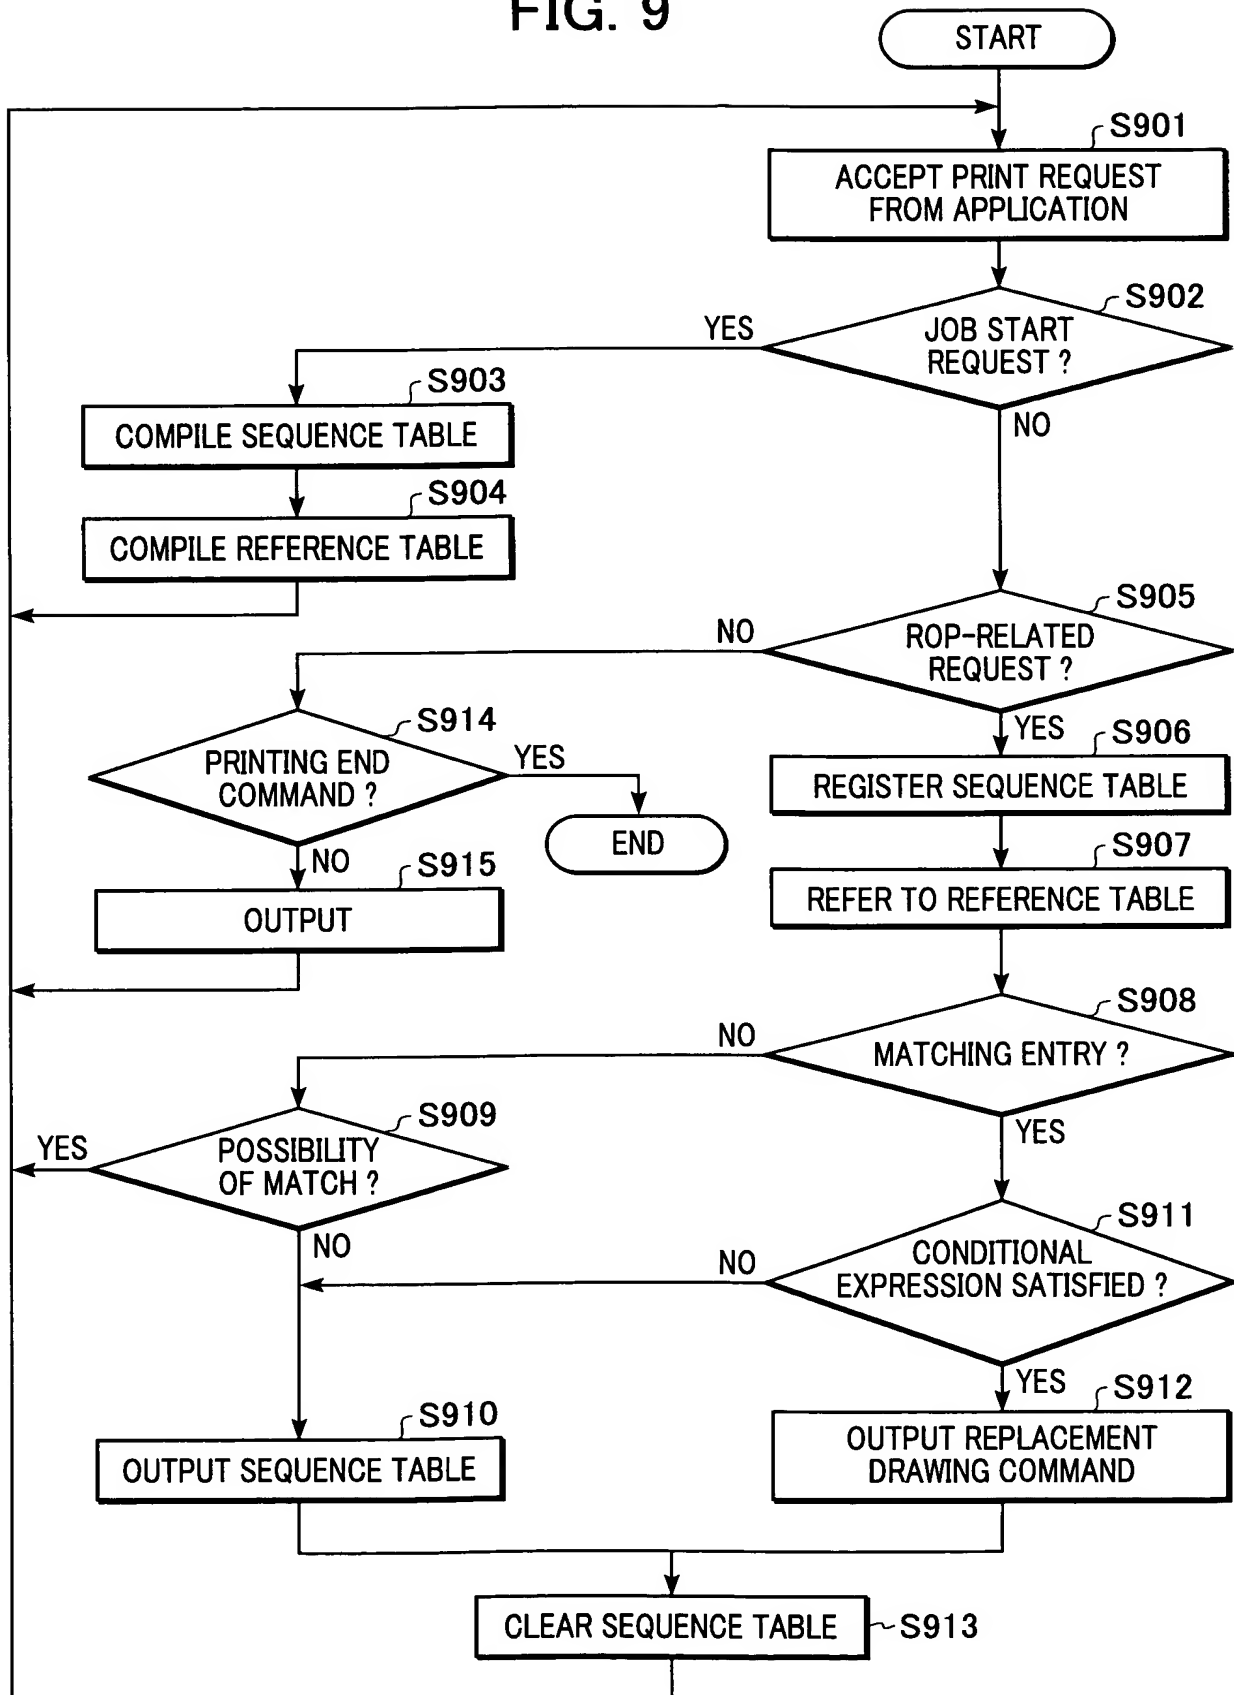 FIG. 9
START
S901
ACCEPT PRINT REQUEST
FROM APPLICATION
S902
JOB START
REQUEST ?
YES
NO
S903
COMPILE SEQUENCE TABLE
S904
COMPILE REFERENCE TABLE
S905
ROP-RELATED
REQUEST ?
NO
YES
S914
PRINTING END
COMMAND ?
YES
NO
END
S906
REGISTER SEQUENCE TABLE
S907
REFER TO REFERENCE TABLE
S915
OUTPUT
S908
MATCHING ENTRY ?
NO
YES
S909
POSSIBILITY
OF MATCH ?
YES
NO
S911
CONDITIONAL
EXPRESSION SATISFIED ?
NO
YES
S910
OUTPUT SEQUENCE TABLE
S912
OUTPUT REPLACEMENT
DRAWING COMMAND
CLEAR SEQUENCE TABLE
S913